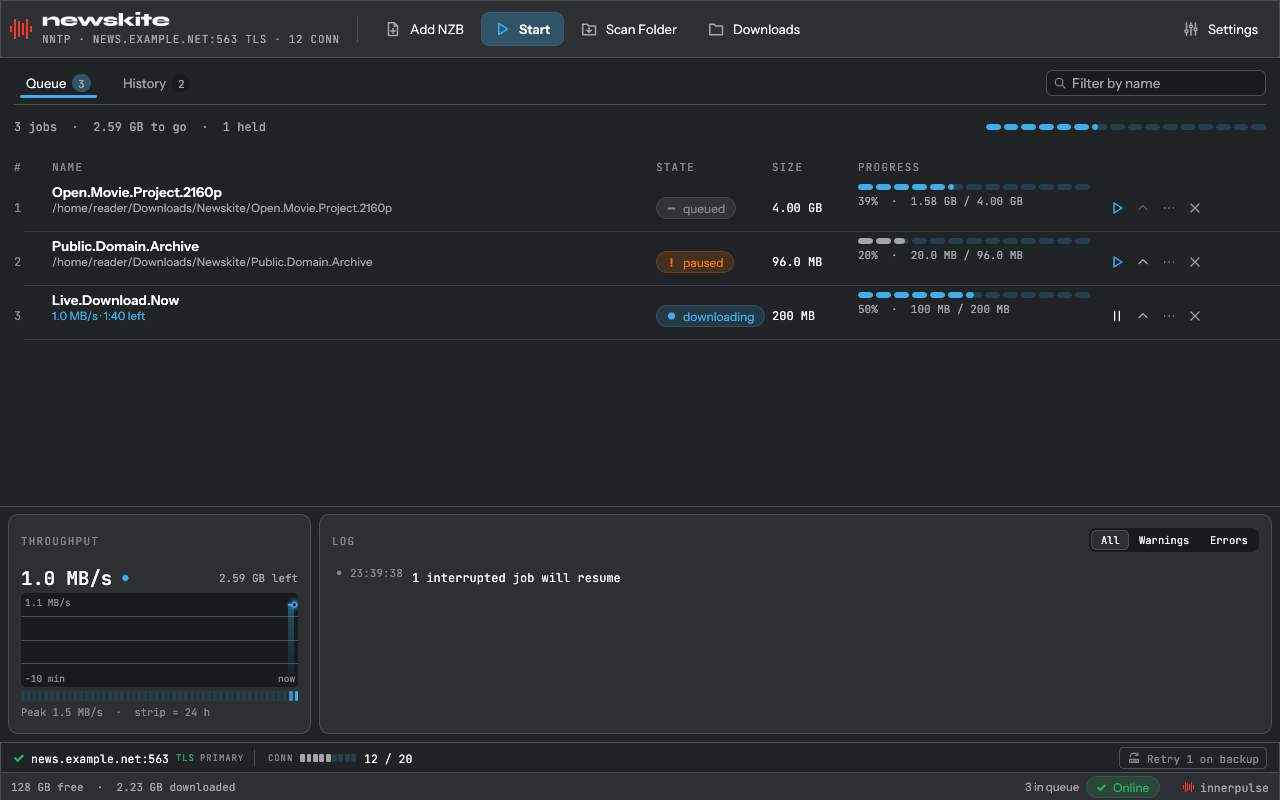 newskite
NNTP · NEWS.EXAMPLE.NET:563 TLS · 12 CONN
Add NZB
Start
Scan Folder
Downloads
Settings
Queue 3
History 2
Filter by name
3 jobs · 2.59 GB to go · 1 held
# NAME STATE SIZE PROGRESS
Open.Movie.Project.2160p
1 /home/reader/Downloads/Newskite/Open.Movie.Project.2160p queued 4.00 GB 39% · 1.58 GB / 4.00 GB
Public.Domain.Archive
2 /home/reader/Downloads/Newskite/Public.Domain.Archive ! paused 96.0 MB 20% · 20.0 MB / 96.0 MB
Live.Download.Now
3 1.0 MB/s · 1:40 left downloading 200 MB 50% · 100 MB / 200 MB
THROUGHPUT
1.0 MB/s 2.59 GB left
1.1 MB/s
-10 min now
Peak 1.5 MB/s · strip = 24 h
LOG
All Warnings Errors
23:39:38 1 interrupted job will resume
news.example.net:563 TLS PRIMARY CONN 12 / 20 Retry 1 on backup
128 GB free · 2.23 GB downloaded 3 in queue Online innerpulse